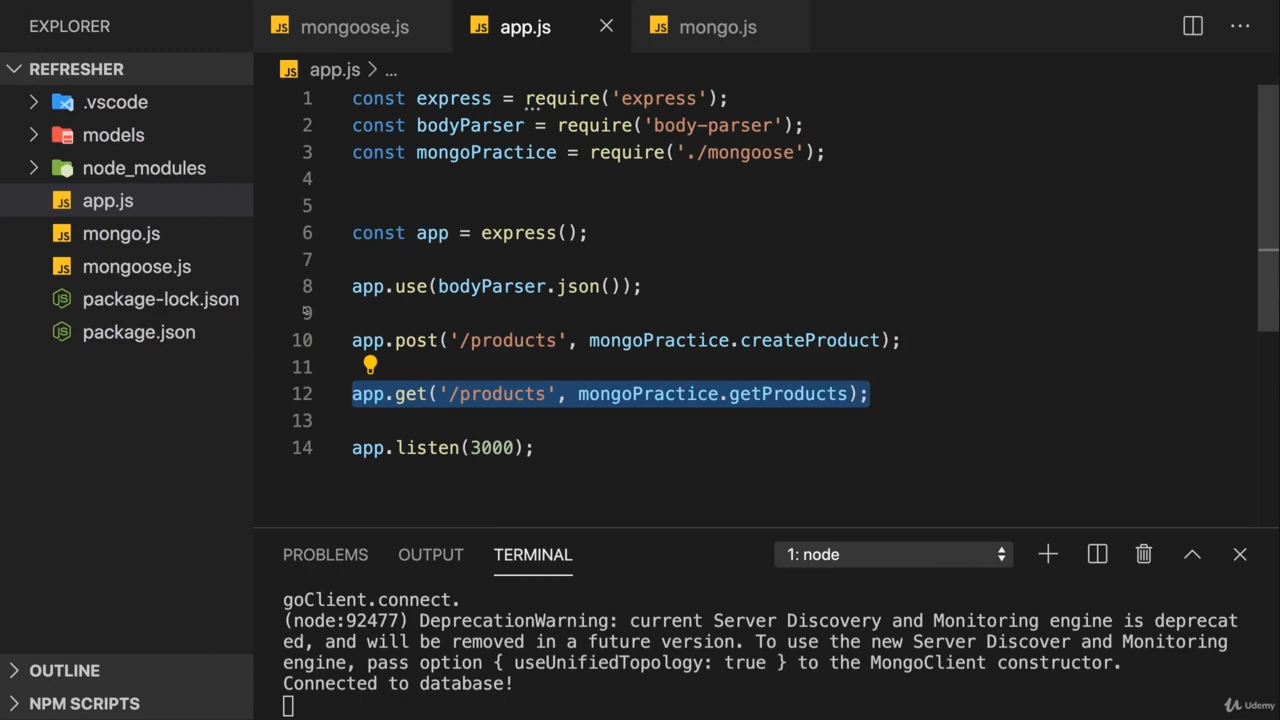 EXPLORER
REFRESHER
.vscode
models
node_modules
app.js
mongo.js
mongoose.js
package-lock.json
package.json
OUTLINE
NPM SCRIPTS
JS mongoose.js
JS app.js
JS mongo.js
JS app.js > ...
1 const express = require('express');
2 const bodyParser = require('body-parser');
3 const mongoPractice = require('./mongoose');
4
5
6 const app = express();
7
8 app.use(bodyParser.json());
9
10 app.post('/products', mongoPractice.createProduct);
11
12 app.get('/products', mongoPractice.getProducts);
13
14 app.listen(3000);
PROBLEMS OUTPUT TERMINAL 1: node
goClient.connect.
(node:92477) DeprecationWarning: current Server Discovery and Monitoring engine is deprecat
ed, and will be removed in a future version. To use the new Server Discover and Monitoring
engine, pass option { useUnifiedTopology: true } to the MongoClient constructor.
Connected to database!
Udemy